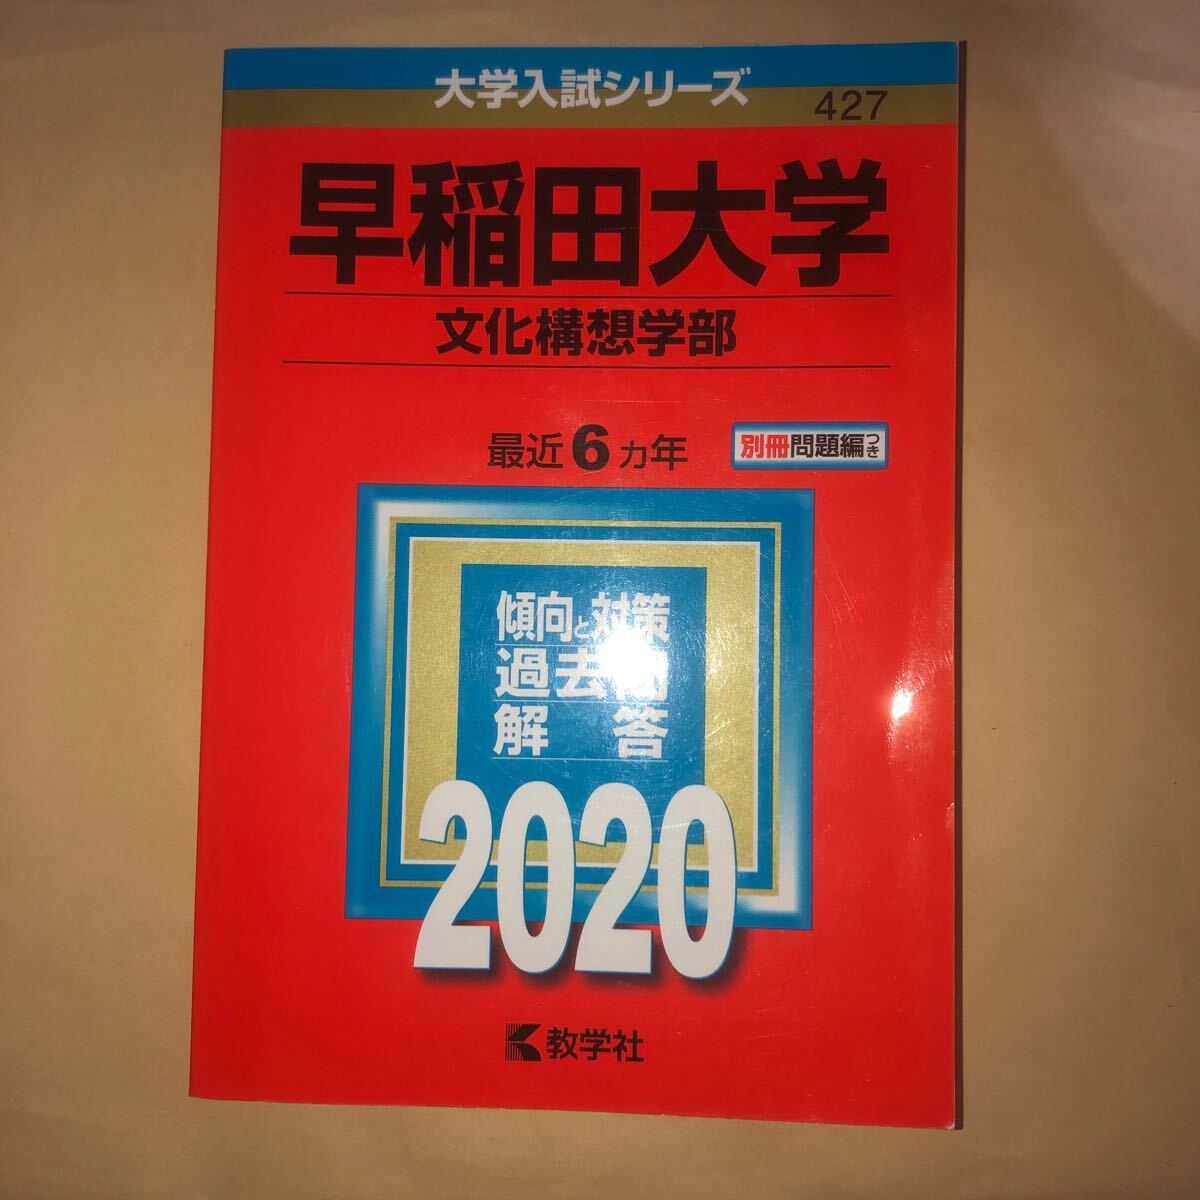 大学入試シリーズ
427
早稲田大学
文化構想学部
最近6ヵ年
別冊問題編つき
傾向と対策
過去問
解答
2020
教学社